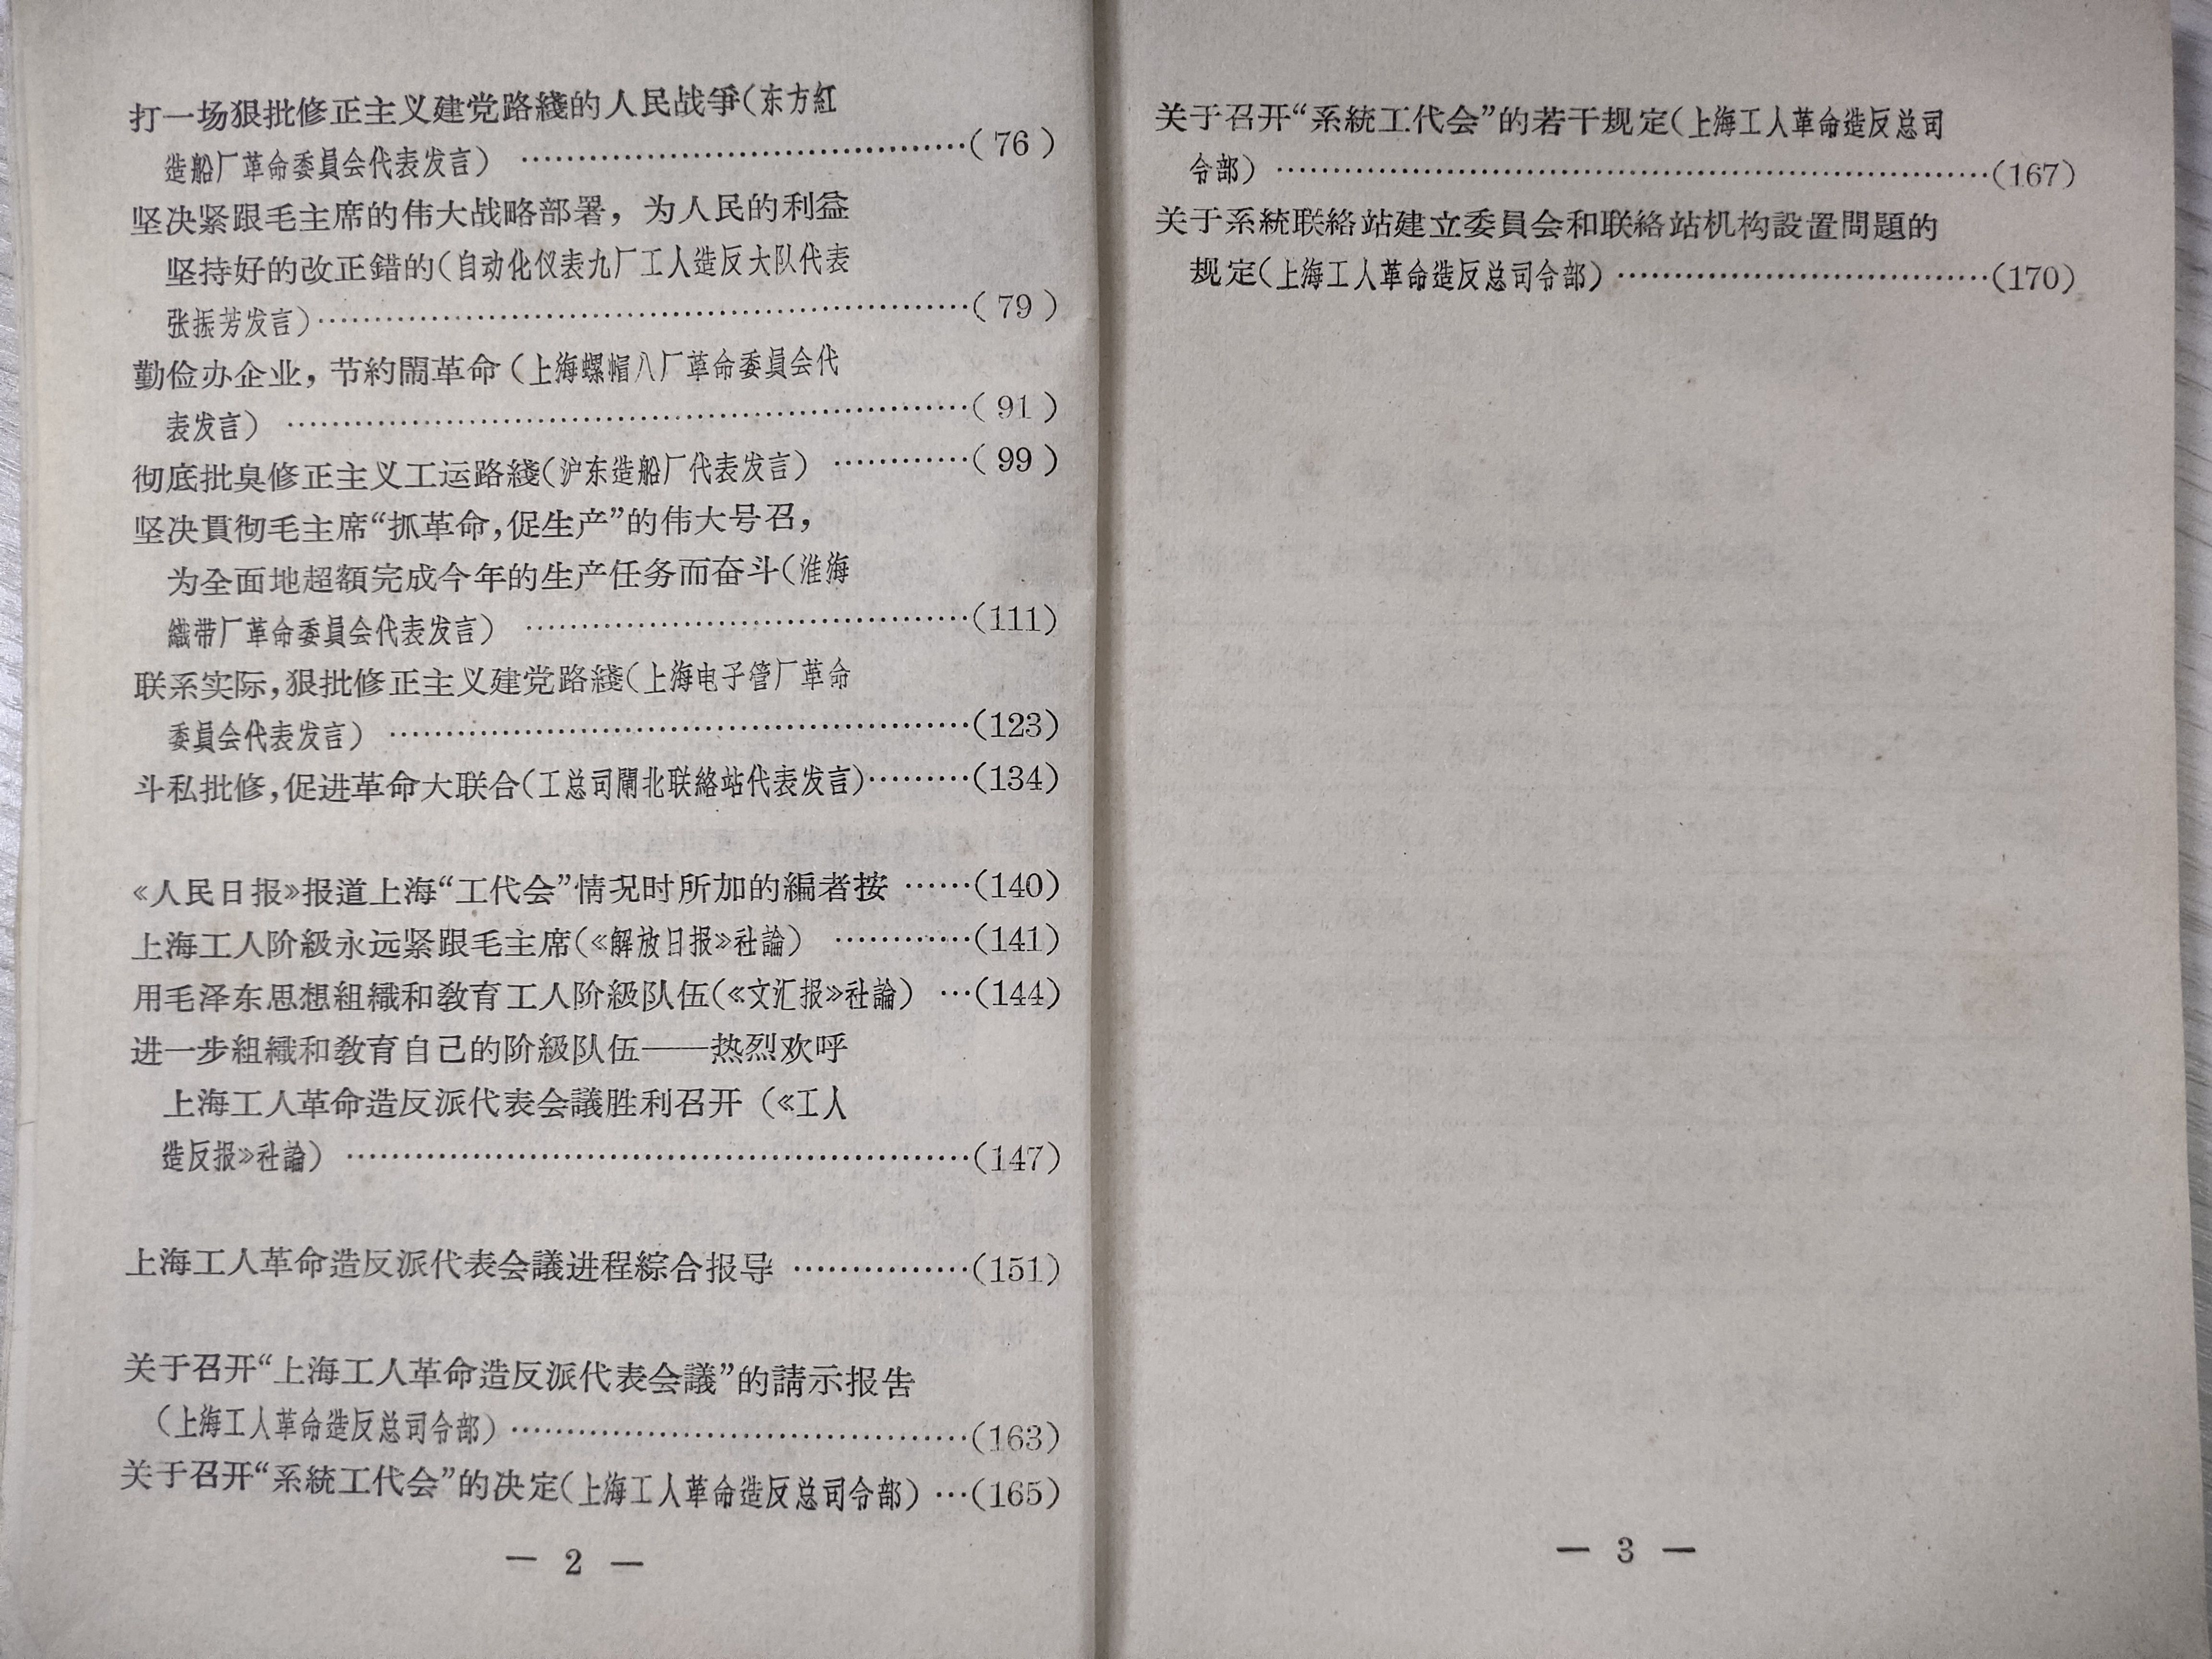 打一场狠批修正主义建党路綫的人民战爭(东方紅
造船厂革命委員会代表发言) ……………………………………( 76 )
坚决紧跟毛主席的伟大战略部署，为人民的利益
坚持好的改正錯的(自动化仪表九厂工人造反大队代表
张振芳发言)……………………………………………………( 79 )
勤俭办企业，节約鬧革命(上海螺帽八厂革命委員会代
表发言) …………………………………………………………( 91 )
彻底批臭修正主义工运路綫(沪东造船厂代表发言) …………( 99 )
坚决貫彻毛主席“抓革命，促生产”的伟大号召，
为全面地超額完成今年的生产任务而奋斗(淮海
織带厂革命委員会代表发言) ……………………………………(111)
联系实际，狠批修正主义建党路綫(上海电子管厂革命
委員会代表发言) ………………………………………………(123)
斗私批修，促进革命大联合(工总司閘北联絡站代表发言)………(134)
《人民日报》报道上海“工代会”情况时所加的編者按 ……(140)
上海工人阶級永远紧跟毛主席(《解放日报》社論) …………(141)
用毛泽东思想組織和教育工人阶級队伍(《文汇报》社論) …(144)
进一步組織和教育自己的阶級队伍——热烈欢呼
上海工人革命造反派代表会議胜利召开（《工人
造反报》社論) ……………………………………………………(147)
上海工人革命造反派代表会議进程綜合报导 ……………(151)
关于召开“上海工人革命造反派代表会議”的請示报告
(上海工人革命造反总司令部) ……………………………………(163)
关于召开“系統工代会”的决定(上海工人革命造反总司令部) …(165)
— 2 —
关于召开“系統工代会”的若干规定(上海工人革命造反总司
令部) ……………………………………………………………(167)
关于系統联絡站建立委員会和联絡站机构設置問題的
规定(上海工人革命造反总司令部) ………………………………(170)
— 3 —